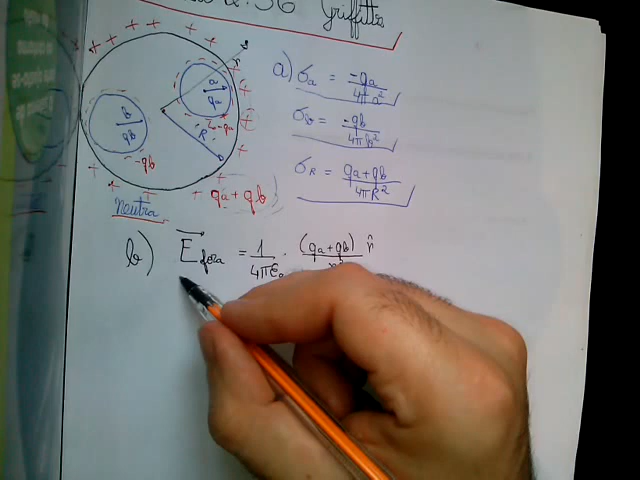 2.36 Griffiths
a) σa = -qa / 4πa²
σb = -qb / 4πb²
σR = qa+qb / 4πR²
a
qa
b
qb
R
r
-qa
-qb
qa+qb
Neutra
b) E fora = 1 / 4πε₀ · (qa+qb) / r² r̂